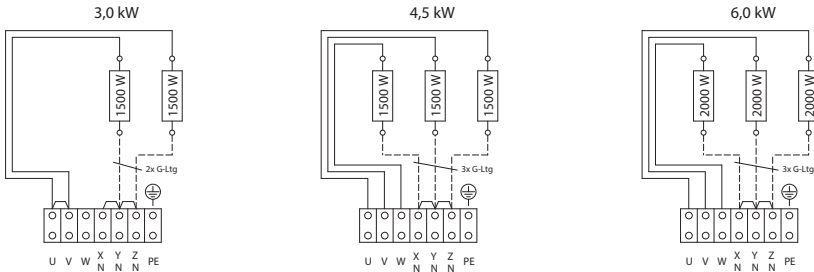 3,0 kW
4,5 kW
6,0 kW
1500 W
1500 W
1500 W
1500 W
1500 W
2000 W
2000 W
2000 W
2x G-Ltg
3x G-Ltg
3x G-Ltg
U V W X Y Z PE
N N N
U V W X Y Z PE
N N N
U V W X Y Z PE
N N N